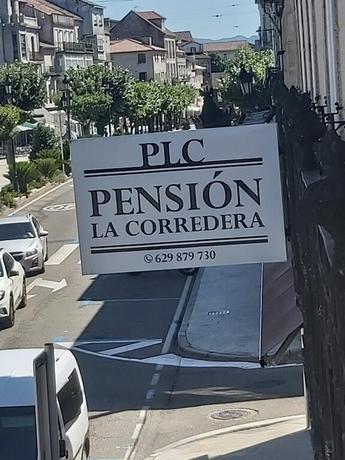 PLC
PENSIÓN
LA CORREDERA
629 879 730